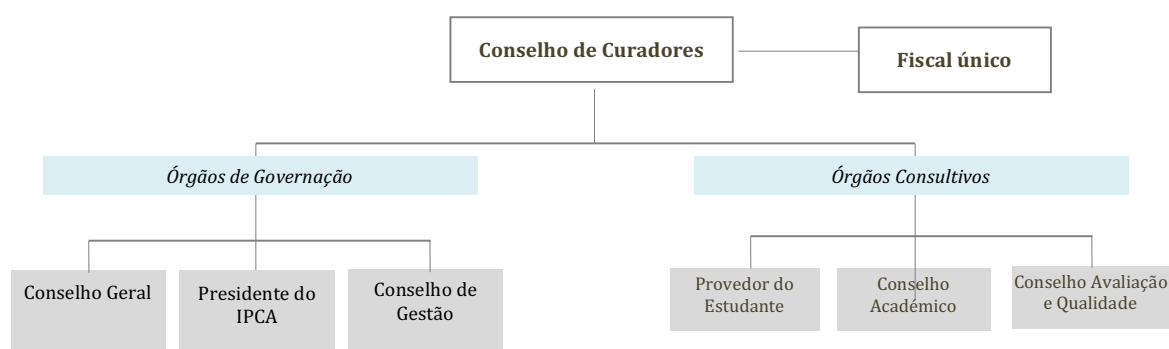 Conselho de Curadores
Fiscal único
Órgãos de Governação
Órgãos Consultivos
Conselho Geral
Presidente do
IPCA
Conselho de
Gestão
Provedor do
Estudante
Conselho
Académico
Conselho Avaliação
e Qualidade